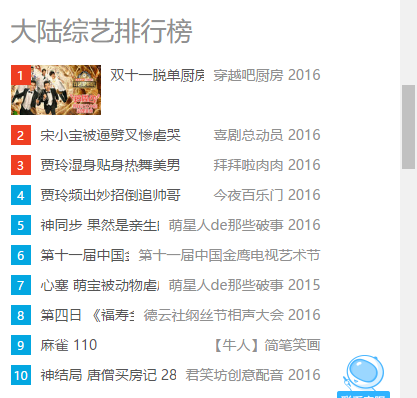 大陆综艺排行榜
1 双十一脱单厨房 穿越吧厨房 2016
2 宋小宝被逼劈叉惨虐哭 喜剧总动员 2016
3 贾玲湿身贴身热舞美男 拜拜啦肉肉 2016
4 贾玲频出妙招倒追帅哥 今夜百乐门 2016
5 神同步 果然是亲生 萌星人de那些破事 2016
6 第十一届中国金 第十一届中国金鹰电视艺术节
7 心塞 萌宝被动物虐 萌星人de那些破事 2015
8 第四日 《福寿全 德云社纲丝节相声大会 2016
9 麻雀 110 【牛人】简笔笑画
10 神结局 唐僧买房记 28 君笑坊创意配音 2016